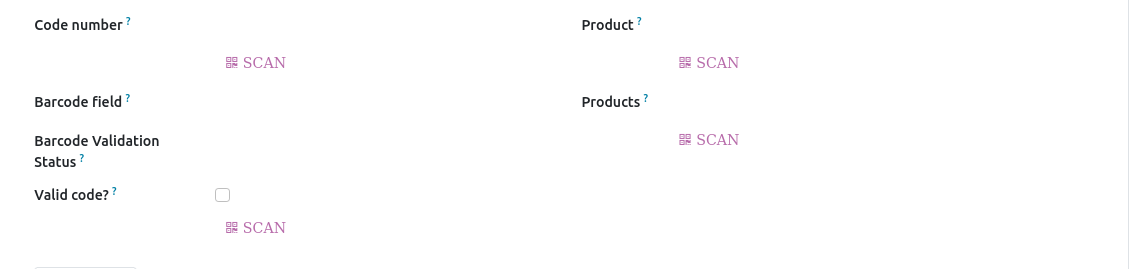 Code number ?
SCAN
Barcode field ?
Barcode Validation
Status ?
Valid code? ?
SCAN
Product ?
SCAN
Products ?
SCAN